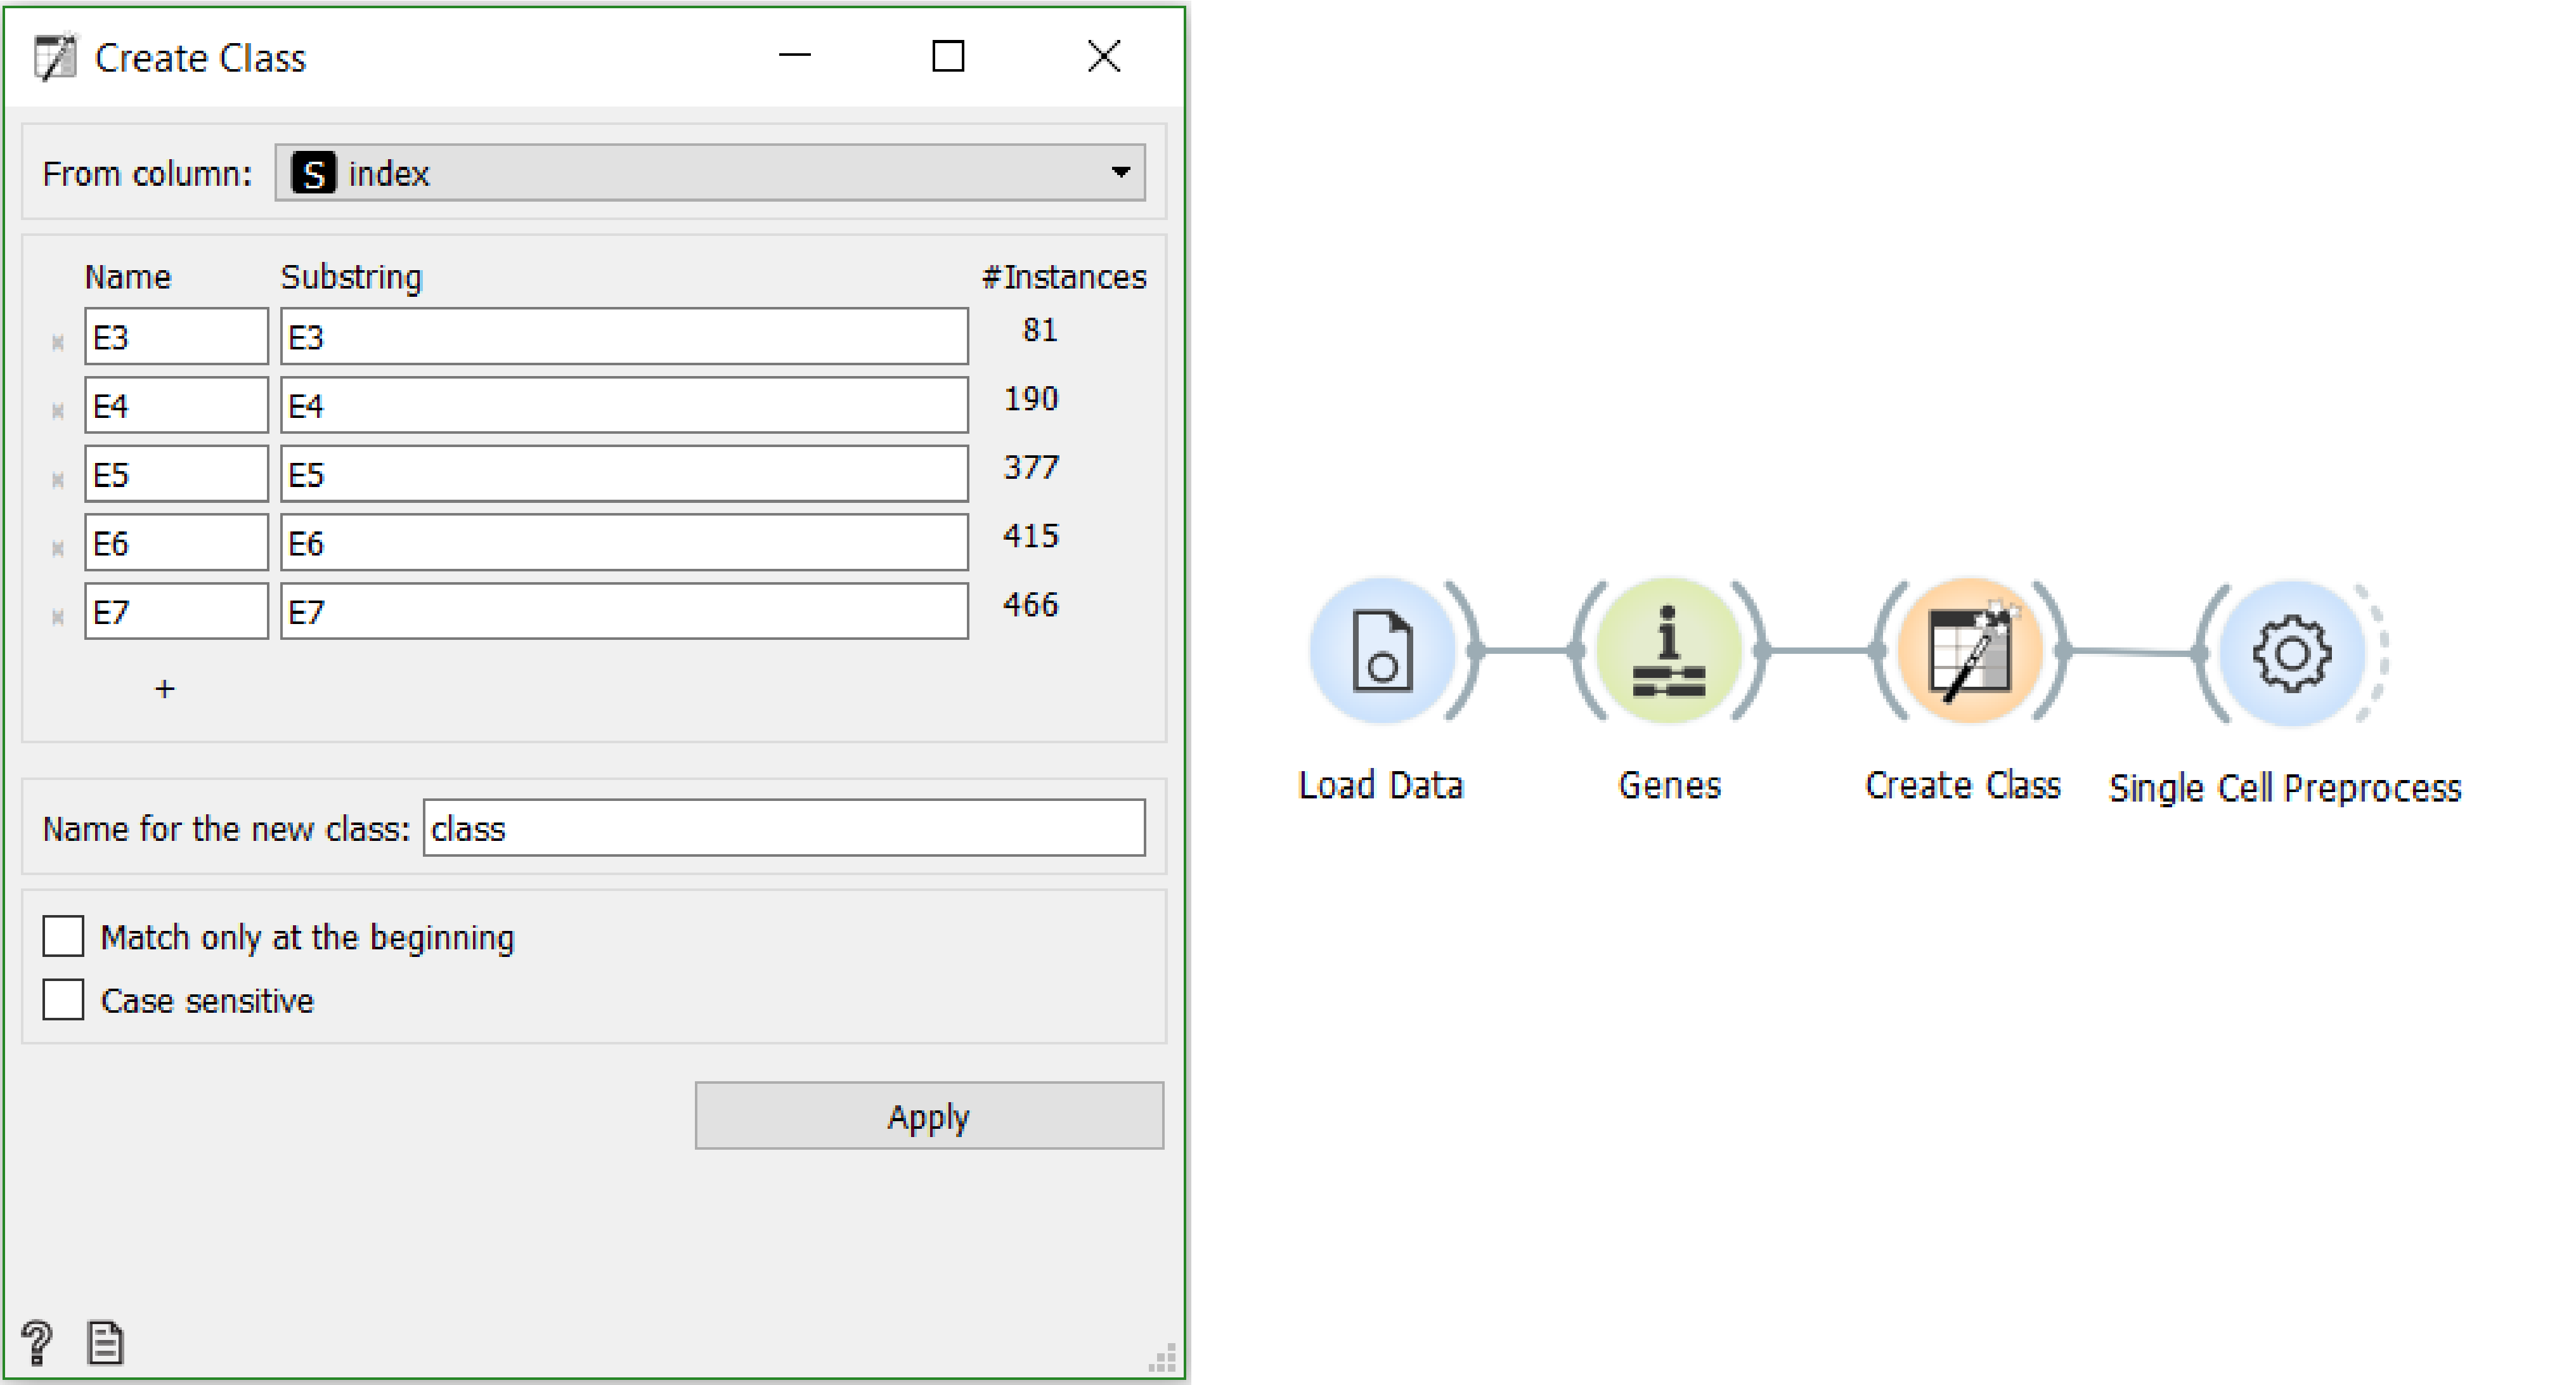 Create Class
From column: S index
Name Substring #Instances
E3 E3 81
E4 E4 190
E5 E5 377
E6 E6 415
E7 E7 466
+
Name for the new class: class
Match only at the beginning
Case sensitive
Apply
?
Load Data Genes Create Class Single Cell Preprocess